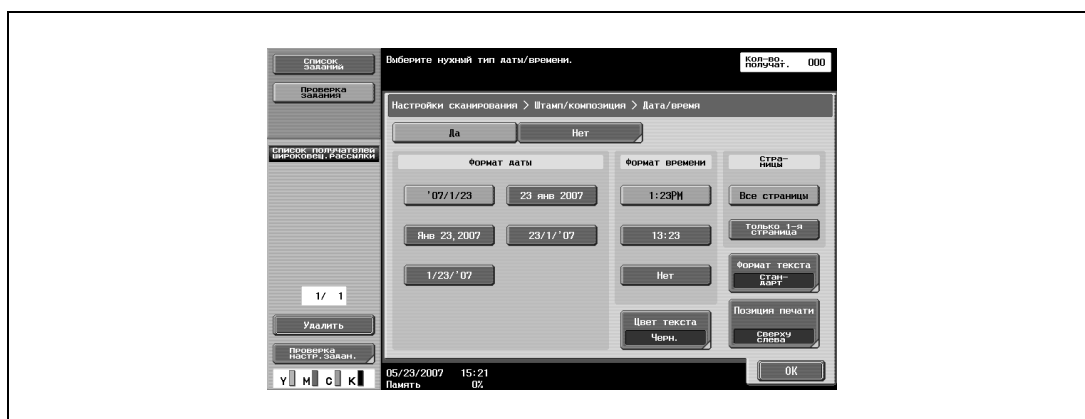 Список
заданий
Проверка
задания
Список получателей
широковещ.рассылки
1/ 1
Удалить
Проверка
настр.задан.
Y M C K
Выберите нужный тип даты/времени.
Кол-во.
получат. 000
Настройки сканирования > Штамп/композиция > Дата/время
Да Нет
Формат даты
'07/1/23 23 янв 2007
Янв 23,2007 23/1/'07
1/23/'07
Формат времени
1:23PM
13:23
Нет
Цвет текста
Черн.
Стра-
ницы
Все страницы
Только 1-я
страница
Формат текста
Стан-
дарт
Позиция печати
Сверху
слева
05/23/2007 15:21
Память 0%
OK